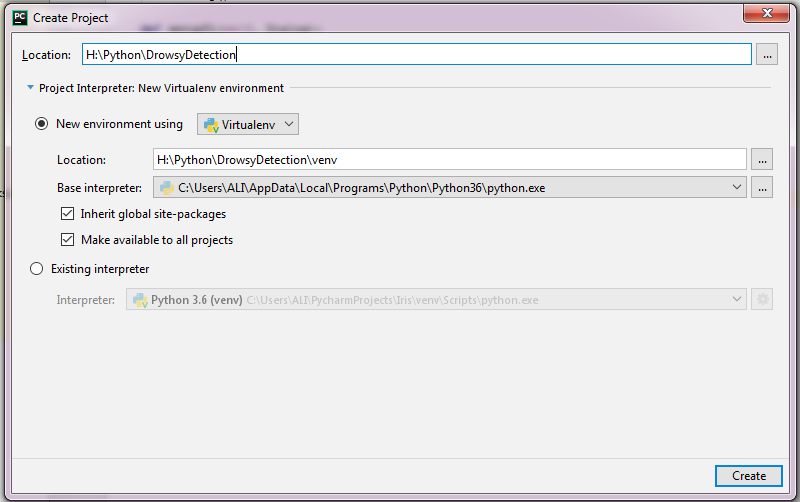 PC Create Project
Location: H:\Python\DrowsyDetection ...
Project Interpreter: New Virtualenv environment
New environment using Virtualenv
Location: H:\Python\DrowsyDetection\venv ...
Base interpreter: C:\Users\ALI\AppData\Local\Programs\Python\Python36\python.exe ...
Inherit global site-packages
Make available to all projects
Existing interpreter
Interpreter: Python 3.6 (venv) C:\Users\ALI\PycharmProjects\Iris\venv\Scripts\python.exe
Create